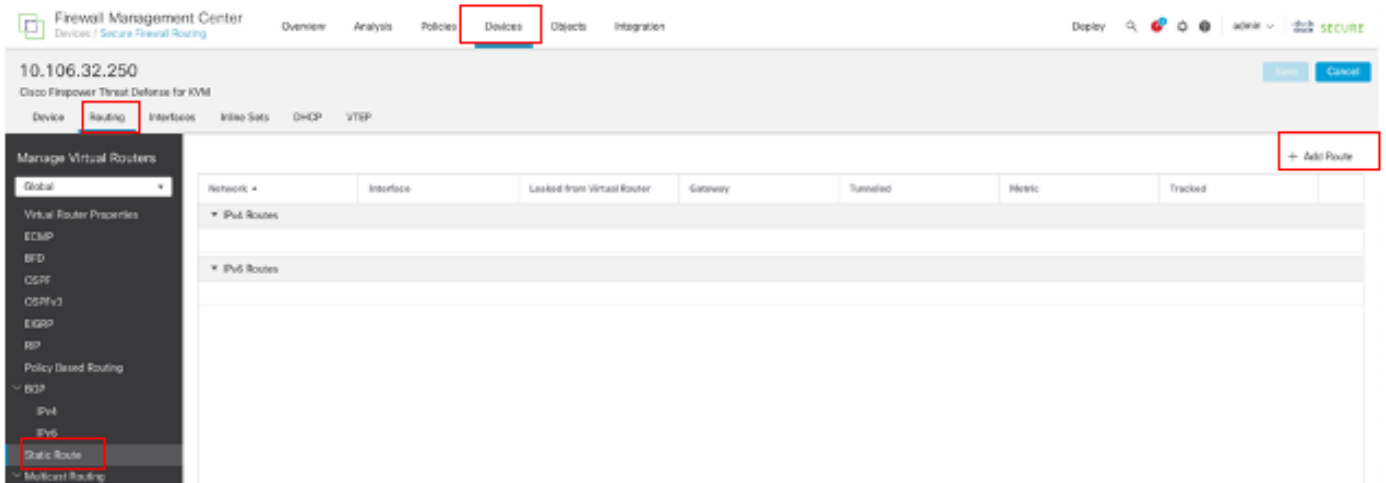 Firewall Management Center
Devices / Secure Firewall Routing
Overview Analysis Policies Devices Objects Integration Deploy admin SECURE
10.106.32.250
Cisco Firepower Threat Defense for KVM
Save Cancel
Device Routing Interfaces Inline Sets DHCP VTEP
Manage Virtual Routers
+ Add Route
Global
Network Interface Leaked from Virtual Router Gateway Tunneled Metric Tracked
Virtual Router Properties
IPv4 Routes
ECMP
BFD
IPv6 Routes
OSPF
OSPFv3
EIGRP
RIP
Policy Based Routing
BGP
IPv4
IPv6
Static Route
Multicast Routing